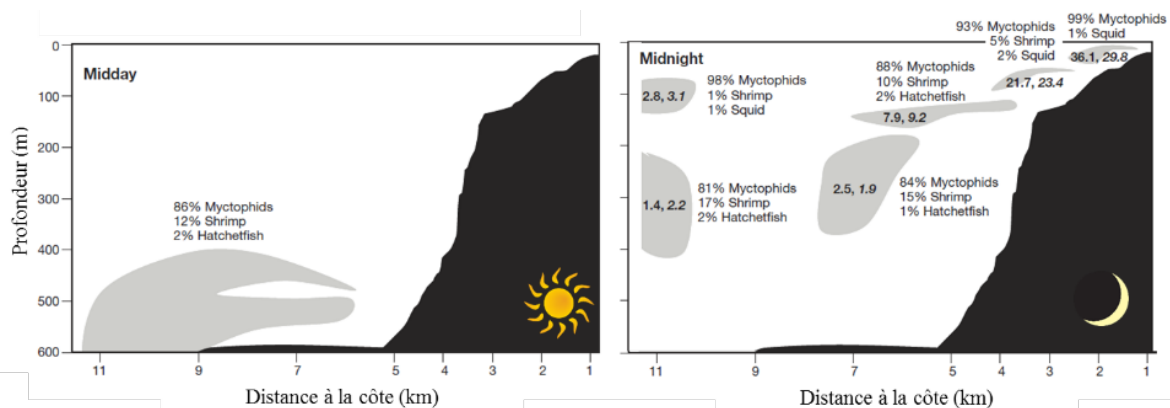 Profondeur (m)
0
100
200
300
400
500
600
Midday
86% Myctophids
12% Shrimp
2% Hatchetfish
11
9
7
5
4
3
2
1
Distance à la côte (km)
Midnight
2.8, 3.1
98% Myctophids
1% Shrimp
1% Squid
88% Myctophids
10% Shrimp
2% Hatchetfish
93% Myctophids
5% Shrimp
2% Squid
99% Myctophids
1% Squid
36.1, 29.8
21.7, 23.4
7.9, 9.2
1.4, 2.2
81% Myctophids
17% Shrimp
2% Hatchetfish
2.5, 1.9
84% Myctophids
15% Shrimp
1% Hatchetfish
11
9
7
5
4
3
2
1
Distance à la côte (km)